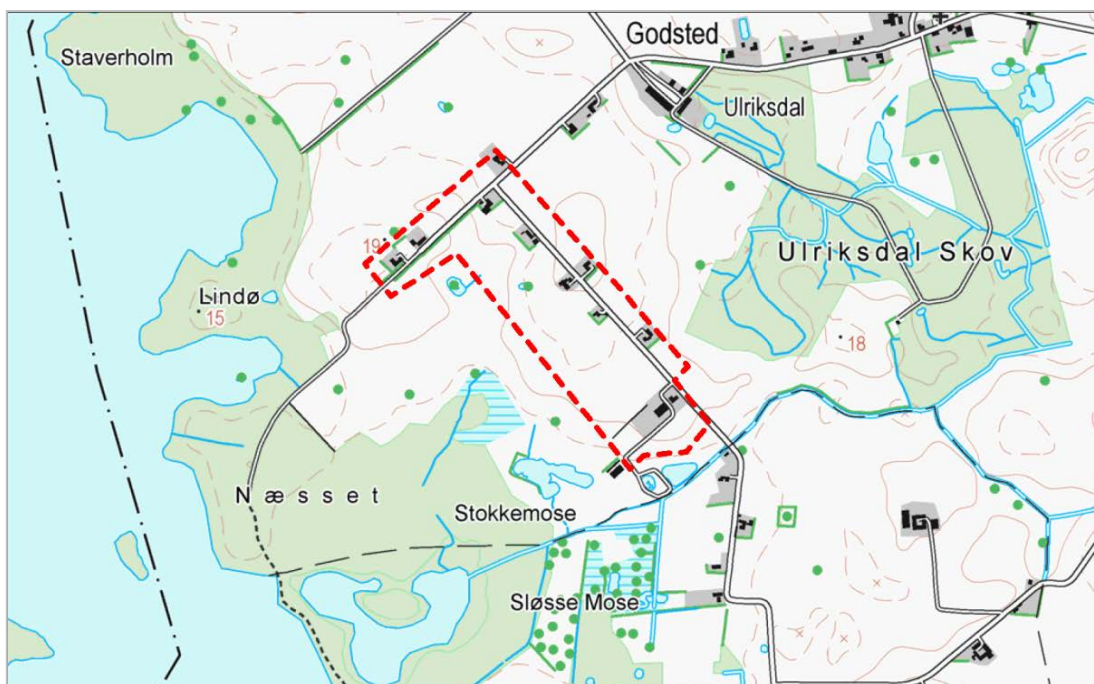 Godsted
Staverholm
Ulriksdal
19
Ulriksdal Skov
Lindø
15
18
Næsset
Stokkemose
Sløsse Mose